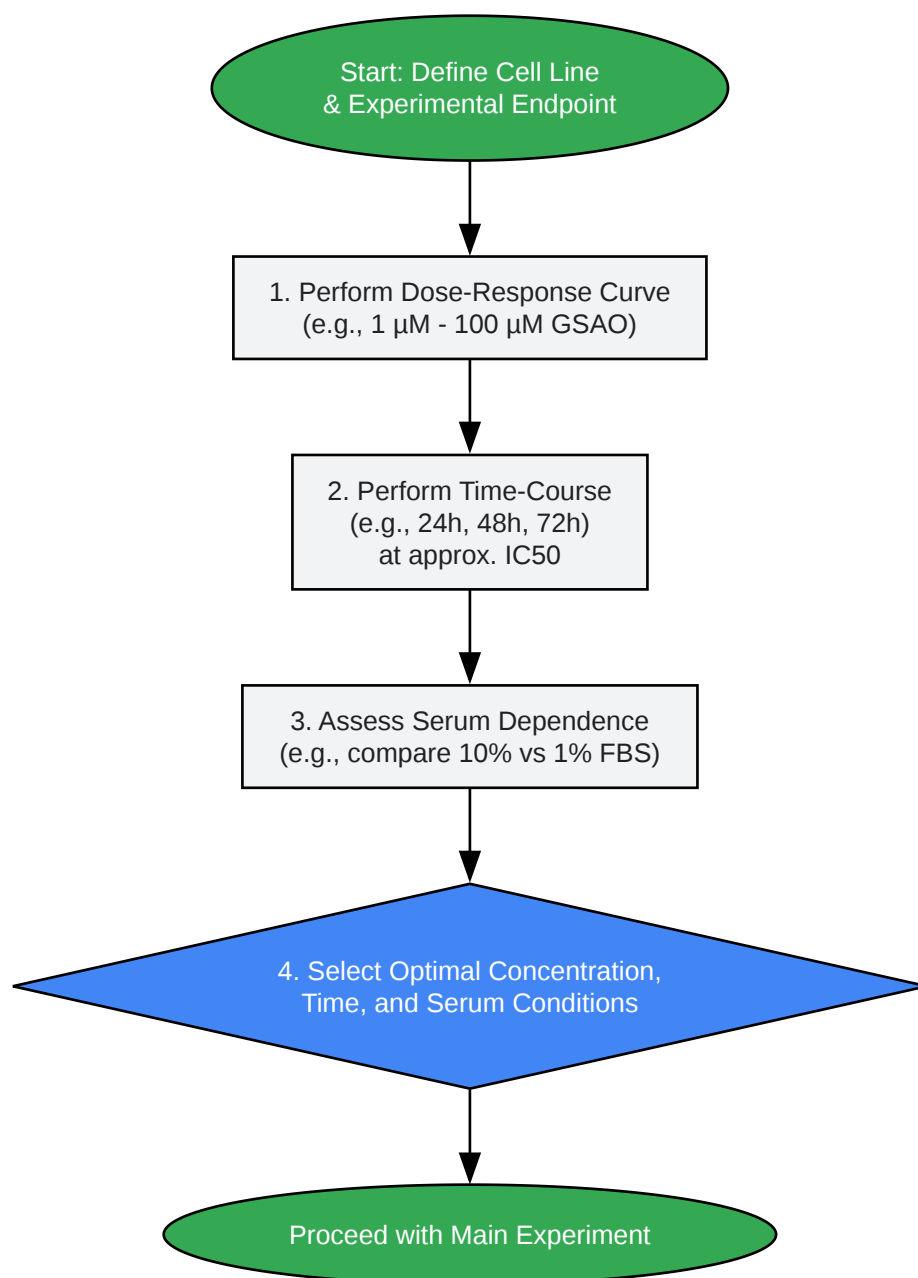 Start: Define Cell Line
& Experimental Endpoint
1. Perform Dose-Response Curve
(e.g., 1 µM - 100 µM GSAO)
2. Perform Time-Course
(e.g., 24h, 48h, 72h)
at approx. IC50
3. Assess Serum Dependence
(e.g., compare 10% vs 1% FBS)
4. Select Optimal Concentration,
Time, and Serum Conditions
Proceed with Main Experiment